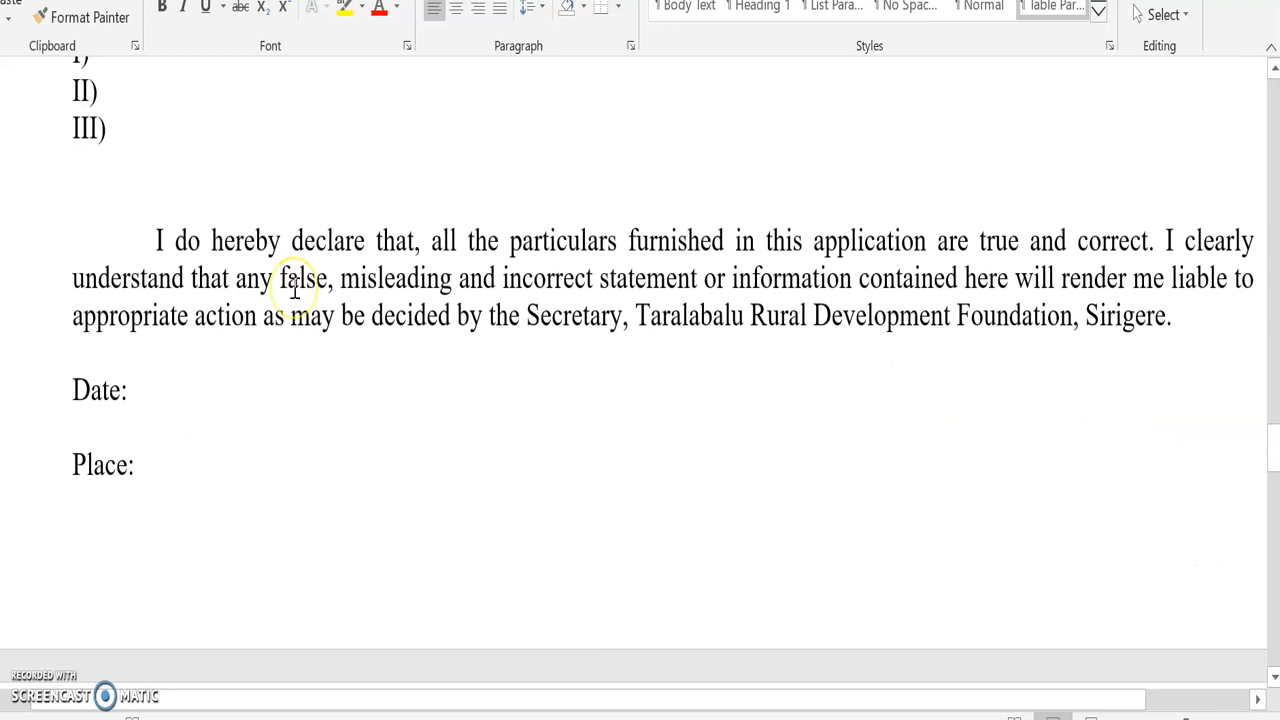 Format Painter
B I U abc X₂ X² A A
¶ Body Text ¶ Heading 1 ¶ List Para... ¶ No Spac... ¶ Normal ¶ Table Par...
Select
Clipboard Font Paragraph Styles Editing
I)
II)
III)
I do hereby declare that, all the particulars furnished in this application are true and correct. I clearly
understand that any false, misleading and incorrect statement or information contained here will render me liable to
appropriate action as may be decided by the Secretary, Taralabalu Rural Development Foundation, Sirigere.
Date:
Place:
RECORDED WITH
SCREENCAST MATIC